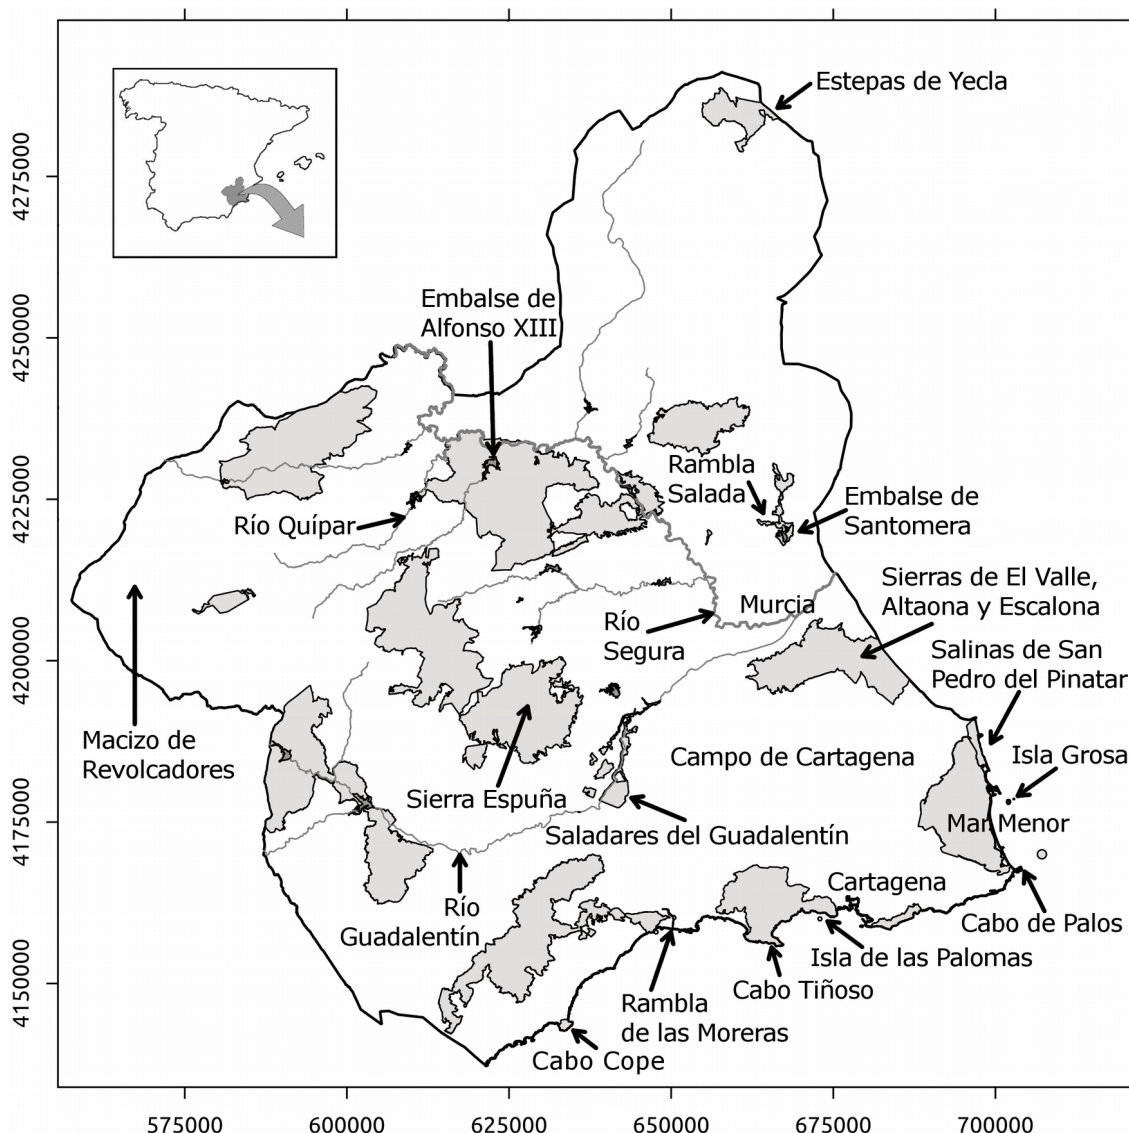 Estepas de Yecla
4275000
Embalse de
Alfonso XIII
4250000
Rambla
Salada
Embalse de
Santomera
4225000
Río Quípar
Sierras de El Valle,
Altaona y Escalona
Murcia
Río
Segura
Salinas de San
Pedro del Pinatar
4200000
Macizo de
Revolcadores
Campo de Cartagena
Isla Grosa
Sierra Espuña
Saladares del Guadalentín
Mar Menor
4175000
Cartagena
Río
Guadalentín
Cabo de Palos
Isla de las Palomas
Cabo Tiñoso
Rambla
de las Moreras
4150000
Cabo Cope
575000 600000 625000 650000 675000 700000